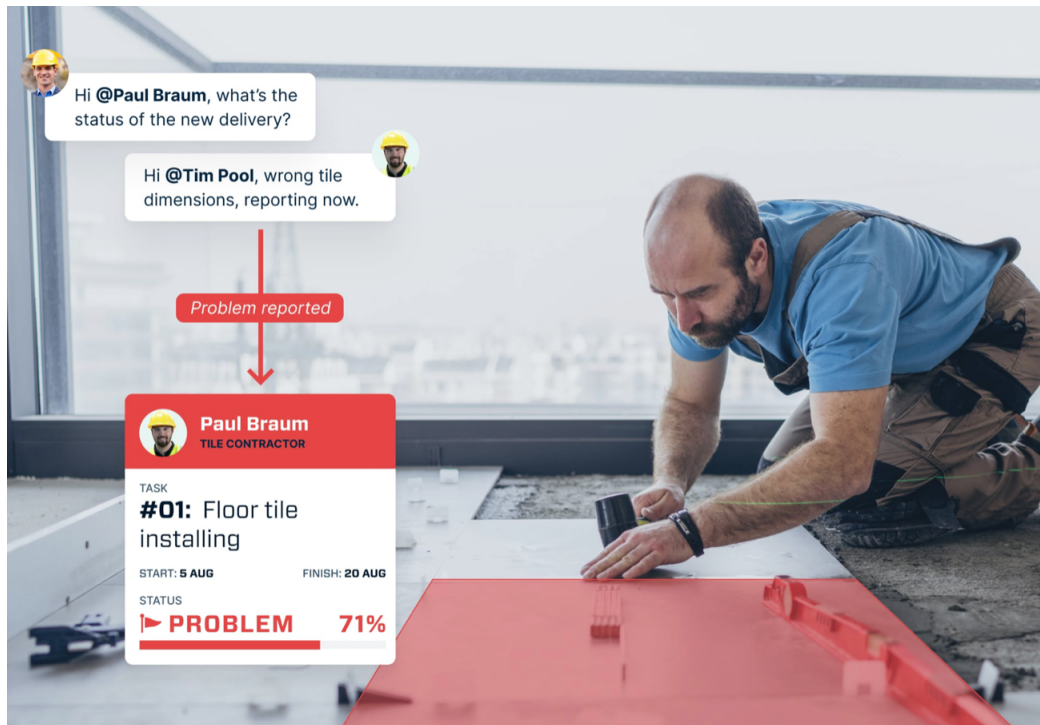 Hi @Paul Braum, what's the
status of the new delivery?
Hi @Tim Pool, wrong tile
dimensions, reporting now.
Problem reported
Paul Braum
TILE CONTRACTOR
TASK
#01: Floor tile
installing
START: 5 AUG FINISH: 20 AUG
STATUS
PROBLEM 71%